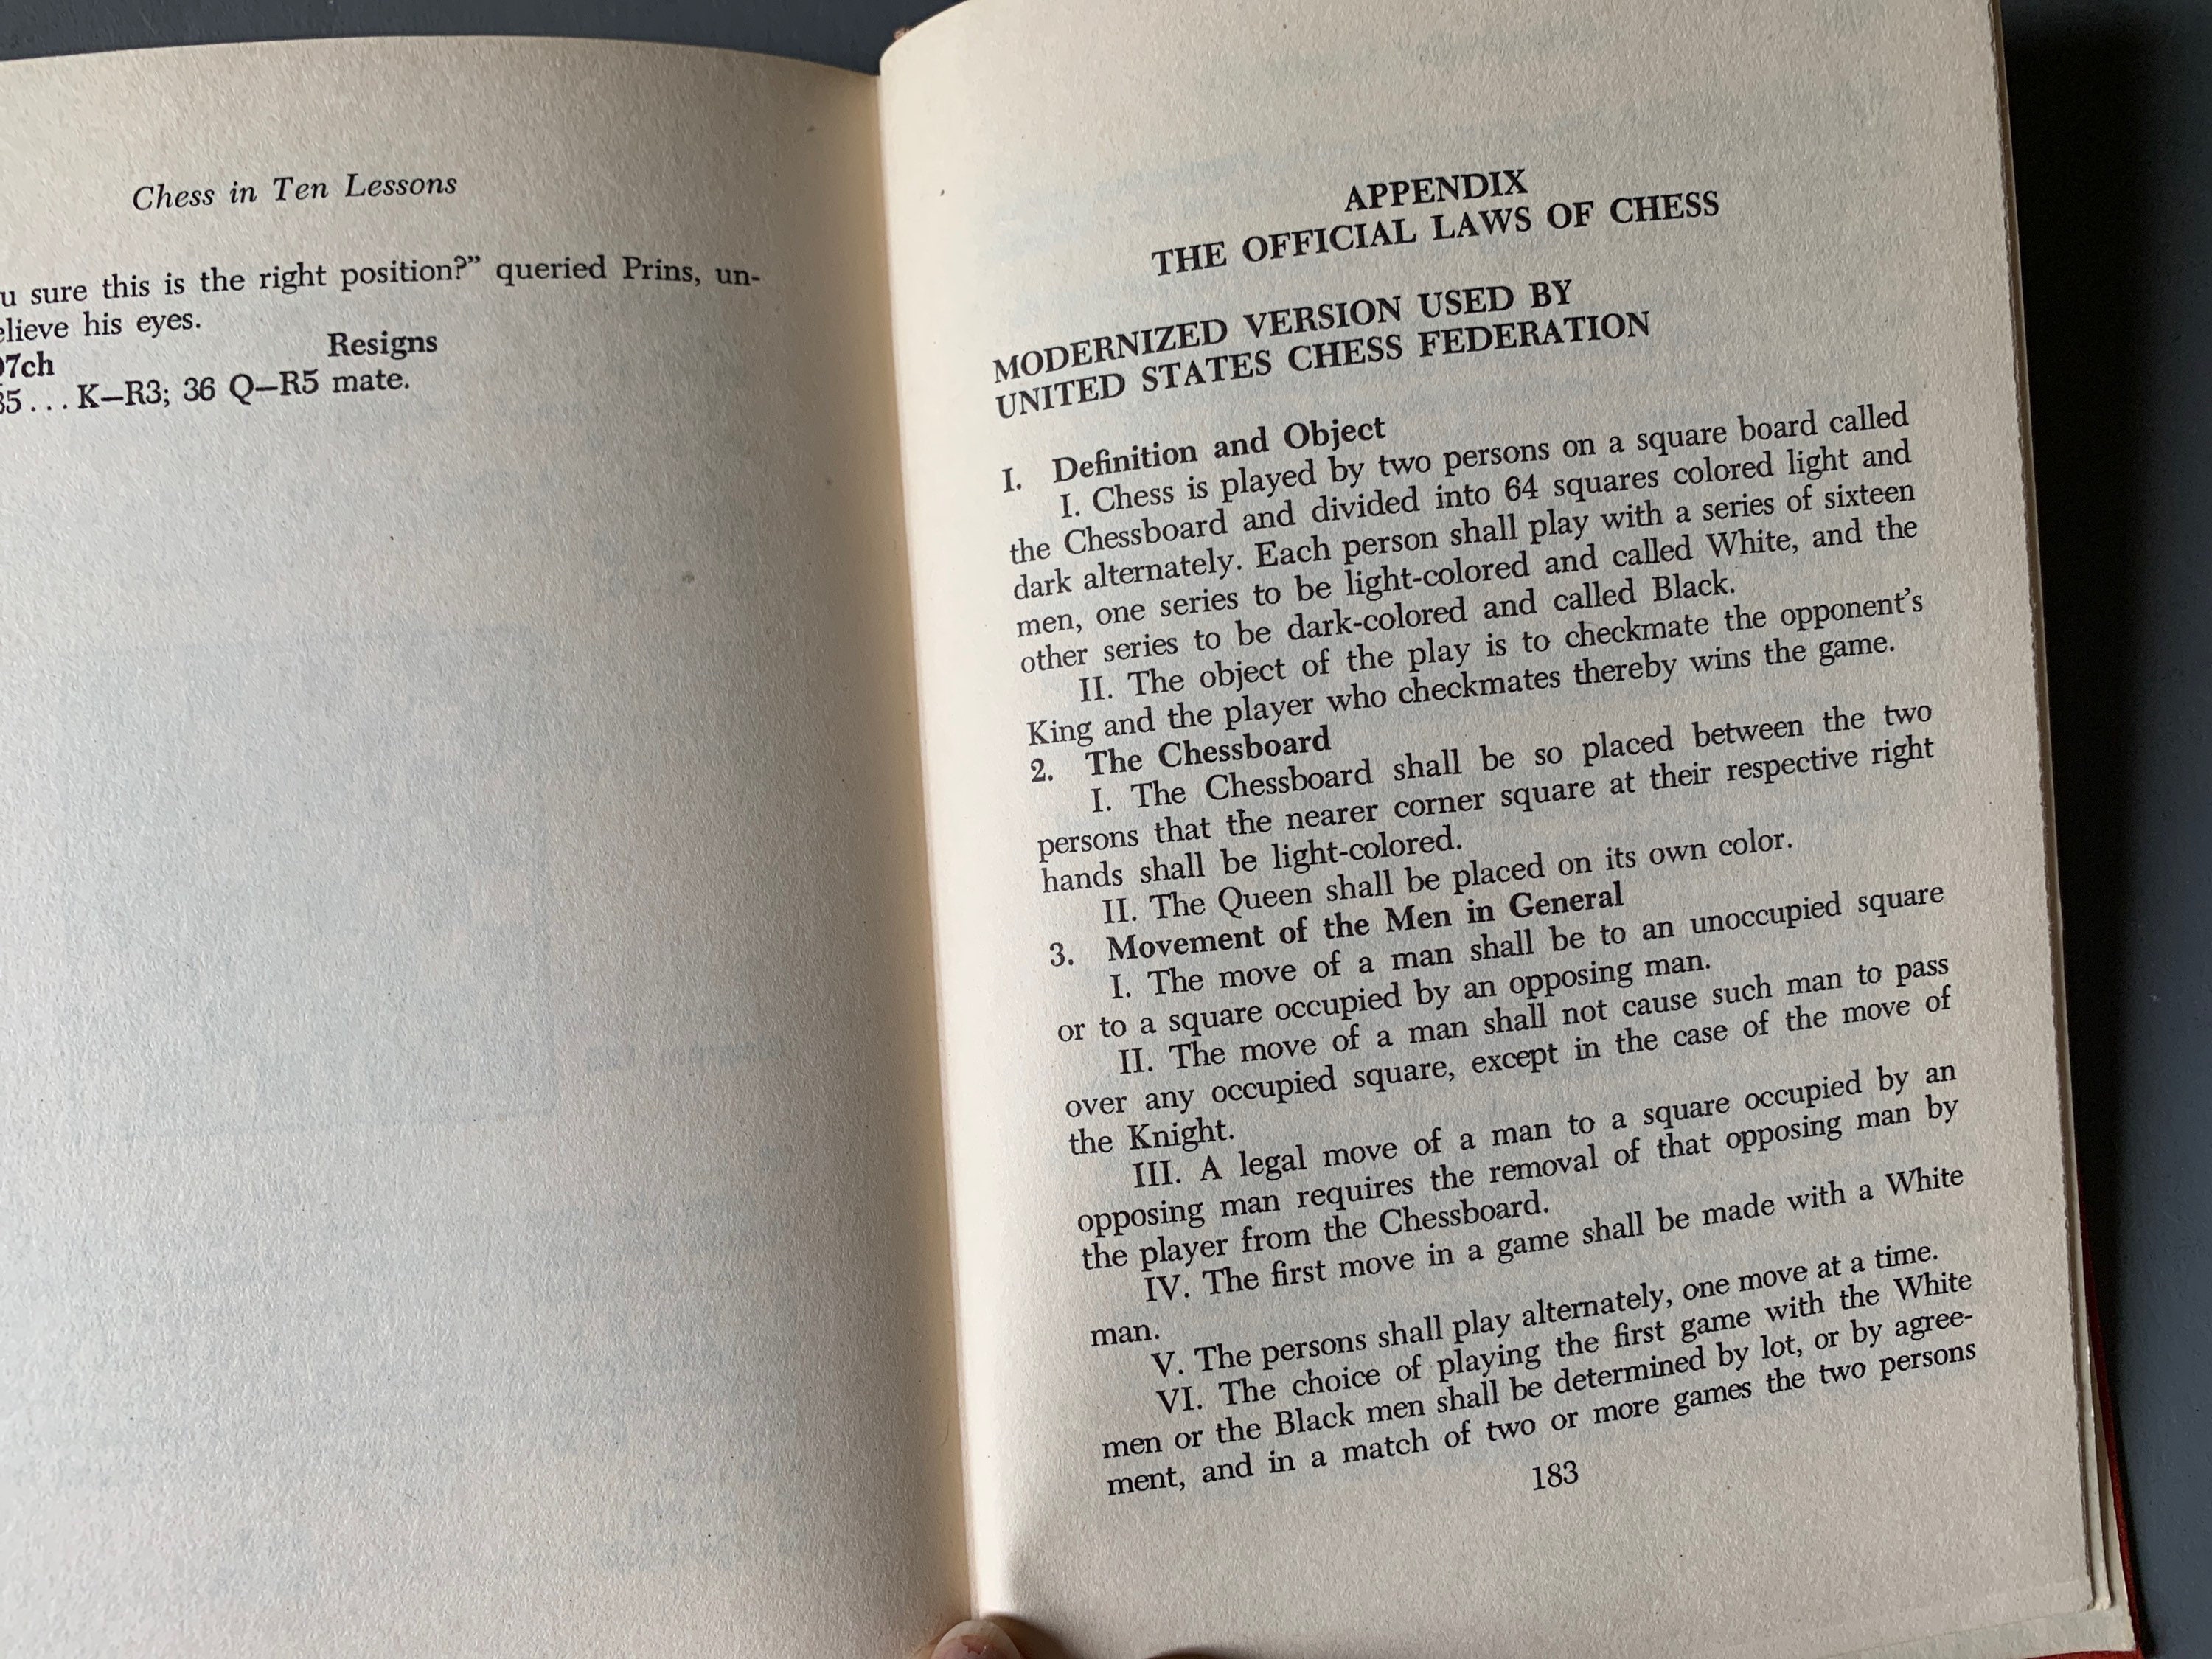 Chess in Ten Lessons
sure this is the right position?” queried Prins, un-
his eyes.
Resigns
K—R3; 36 Q—R5 mate.
APPENDIX
THE OFFICIAL LAWS OF CHESS
MODERNIZED VERSION USED BY
UNITED STATES CHESS FEDERATION
I. Definition and Object
I. Chess is played by two persons on a square board called
the Chessboard and divided into 64 squares colored light and
dark alternately. Each person shall play with a series of sixteen
men, one series to be light-colored and called White, and the
other series to be dark-colored and called Black.
II. The object of the play is to checkmate the opponent’s
King and the player who checkmates thereby wins the game.
2. The Chessboard
I. The Chessboard shall be so placed between the two
persons that the nearer corner square at their respective right
hands shall be light-colored.
II. The Queen shall be placed on its own color.
3. Movement of the Men in General
I. The move of a man shall be to an unoccupied square
or to a square occupied by an opposing man.
II. The move of a man shall not cause such man to pass
over any occupied square, except in the case of the move of
the Knight.
III. A legal move of a man to a square occupied by an
opposing man requires the removal of that opposing man by
the player from the Chessboard.
IV. The first move in a game shall be made with a White
man.
V. The persons shall play alternately, one move at a time.
VI. The choice of playing the first game with the White
men or the Black men shall be determined by lot, or by agree-
ment, and in a match of two or more games the two persons
183